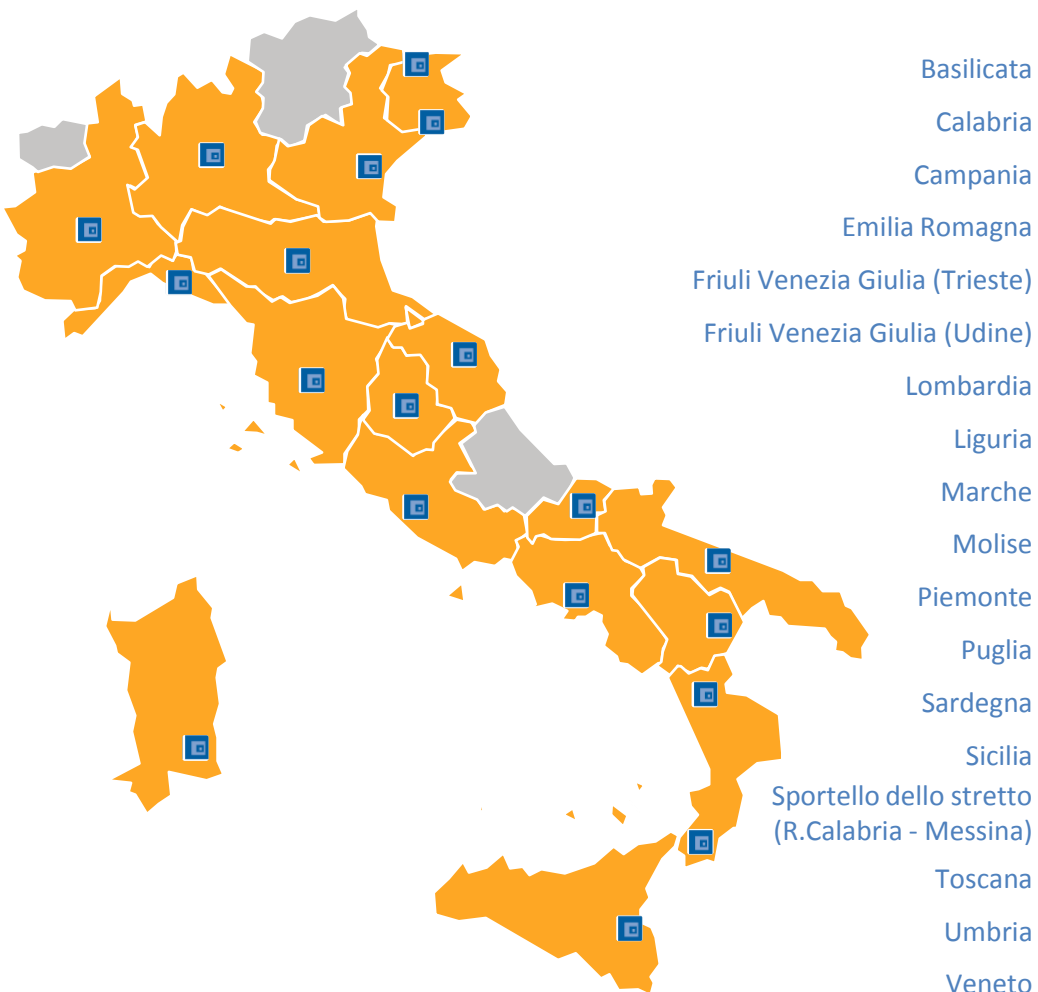 Basilicata
Calabria
Campania
Emilia Romagna
Friuli Venezia Giulia (Trieste)
Friuli Venezia Giulia (Udine)
Lombardia
Liguria
Marche
Molise
Piemonte
Puglia
Sardegna
Sicilia
Sportello dello stretto
(R.Calabria - Messina)
Toscana
Umbria
Veneto